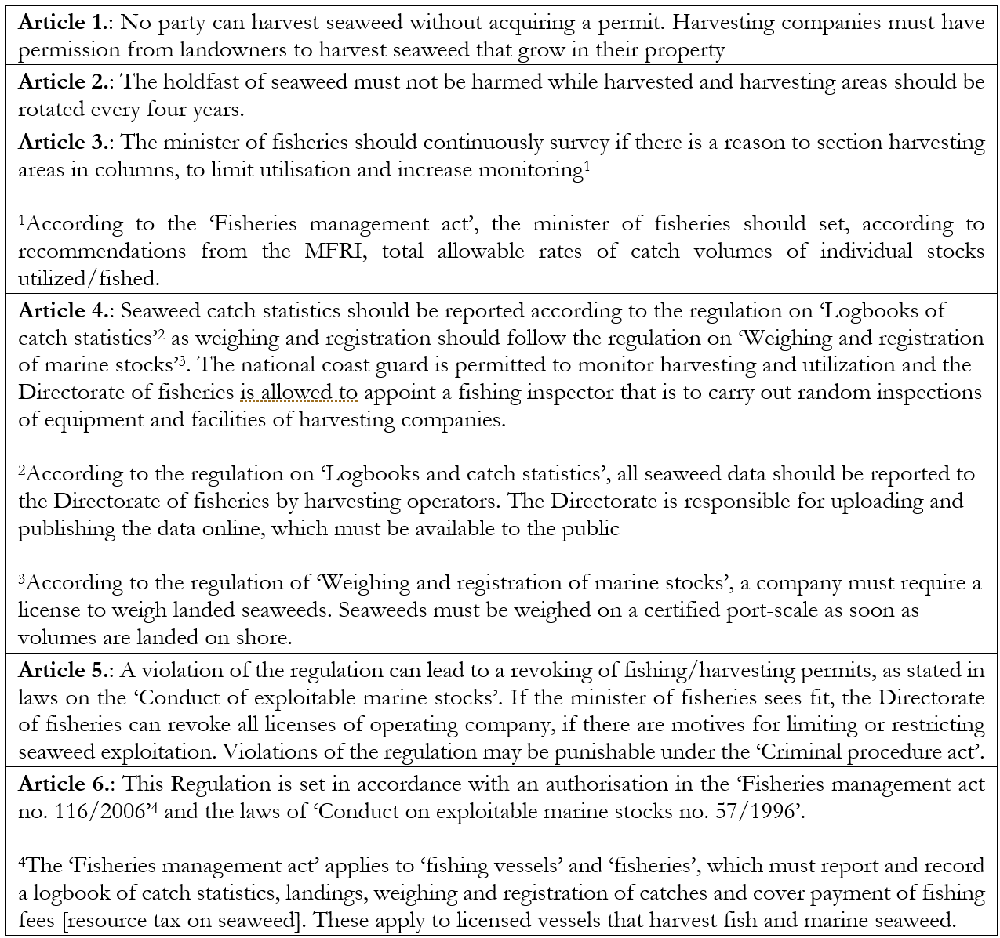 Article 1.: No party can harvest seaweed without acquiring a permit. Harvesting companies must have
permission from landowners to harvest seaweed that grow in their property
Article 2.: The holdfast of seaweed must not be harmed while harvested and harvesting areas should be
rotated every four years.
Article 3.: The minister of fisheries should continuously survey if there is a reason to section harvesting
areas in columns, to limit utilisation and increase monitoring¹
¹According to the ‘Fisheries management act’, the minister of fisheries should set, according to
recommendations from the MFRI, total allowable rates of catch volumes of individual stocks
utilized/fished.
Article 4.: Seaweed catch statistics should be reported according to the regulation on ‘Logbooks of
catch statistics’² as weighing and registration should follow the regulation on ‘Weighing and registration
of marine stocks’³. The national coast guard is permitted to monitor harvesting and utilization and the
Directorate of fisheries is allowed to appoint a fishing inspector that is to carry out random inspections
of equipment and facilities of harvesting companies.
²According to the regulation on ‘Logbooks and catch statistics’, all seaweed data should be reported to
the Directorate of fisheries by harvesting operators. The Directorate is responsible for uploading and
publishing the data online, which must be available to the public
³According to the regulation of ‘Weighing and registration of marine stocks’, a company must require a
license to weigh landed seaweeds. Seaweeds must be weighed on a certified port-scale as soon as
volumes are landed on shore.
Article 5.: A violation of the regulation can lead to a revoking of fishing/harvesting permits, as stated in
laws on the ‘Conduct of exploitable marine stocks’. If the minister of fisheries sees fit, the Directorate
of fisheries can revoke all licenses of operating company, if there are motives for limiting or restricting
seaweed exploitation. Violations of the regulation may be punishable under the ‘Criminal procedure act’.
Article 6.: This Regulation is set in accordance with an authorisation in the ‘Fisheries management act
no. 116/2006’⁴ and the laws of ‘Conduct on exploitable marine stocks no. 57/1996’.
⁴The ‘Fisheries management act’ applies to ‘fishing vessels’ and ‘fisheries’, which must report and record
a logbook of catch statistics, landings, weighing and registration of catches and cover payment of fishing
fees [resource tax on seaweed]. These apply to licensed vessels that harvest fish and marine seaweed.